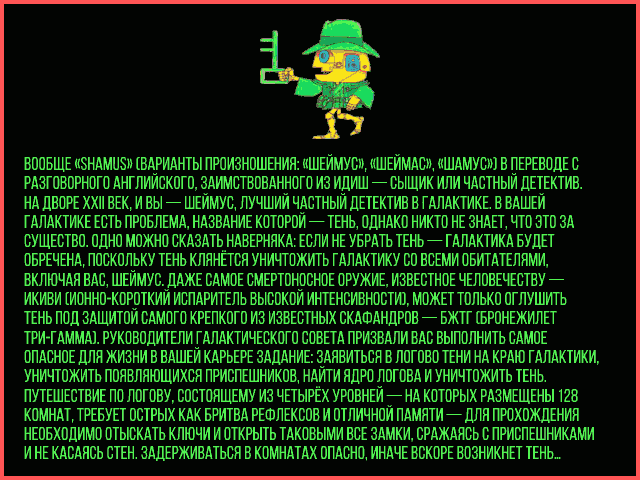 ВООБЩЕ «SHAMUS» (ВАРИАНТЫ ПРОИЗНОШЕНИЯ: «ШЕЙМУС», «ШЕЙМАС», «ШАМУС») В ПЕРЕВОДЕ С
РАЗГОВОРНОГО АНГЛИЙСКОГО, ЗАИМСТВОВАННОГО ИЗ ИДИШ — СЫЩИК ИЛИ ЧАСТНЫЙ ДЕТЕКТИВ.
НА ДВОРЕ XXII ВЕК, И ВЫ — ШЕЙМУС, ЛУЧШИЙ ЧАСТНЫЙ ДЕТЕКТИВ В ГАЛАКТИКЕ. В ВАШЕЙ
ГАЛАКТИКЕ ЕСТЬ ПРОБЛЕМА, НАЗВАНИЕ КОТОРОЙ — ТЕНЬ, ОДНАКО НИКТО НЕ ЗНАЕТ, ЧТО ЭТО ЗА
СУЩЕСТВО. ОДНО МОЖНО СКАЗАТЬ НАВЕРНЯКА: ЕСЛИ НЕ УБРАТЬ ТЕНЬ — ГАЛАКТИКА БУДЕТ
ОБРЕЧЕНА, ПОСКОЛЬКУ ТЕНЬ КЛЯНЁТСЯ УНИЧТОЖИТЬ ГАЛАКТИКУ СО ВСЕМИ ОБИТАТЕЛЯМИ,
ВКЛЮЧАЯ ВАС, ШЕЙМУС. ДАЖЕ САМОЕ СМЕРТОНОСНОЕ ОРУЖИЕ, ИЗВЕСТНОЕ ЧЕЛОВЕЧЕСТВУ —
ИКИВИ (ИОННО-КОРОТКИЙ ИСПАРИТЕЛЬ ВЫСОКОЙ ИНТЕНСИВНОСТИ), МОЖЕТ ТОЛЬКО ОГЛУШИТЬ
ТЕНЬ ПОД ЗАЩИТОЙ САМОГО КРЕПКОГО ИЗ ИЗВЕСТНЫХ СКАФАНДРОВ — БЖТГ (БРОНЕЖИЛЕТ
ТРИ-ГАММА). РУКОВОДИТЕЛИ ГАЛАКТИЧЕСКОГО СОВЕТА ПРИЗВАЛИ ВАС ВЫПОЛНИТЬ САМОЕ
ОПАСНОЕ ДЛЯ ЖИЗНИ В ВАШЕЙ КАРЬЕРЕ ЗАДАНИЕ: ЗАЯВИТЬСЯ В ЛОГОВО ТЕНИ НА КРАЮ ГАЛАКТИКИ,
УНИЧТОЖИТЬ ПОЯВЛЯЮЩИХСЯ ПРИСПЕШНИКОВ, НАЙТИ ЯДРО ЛОГОВА И УНИЧТОЖИТЬ ТЕНЬ.
ПУТЕШЕСТВИЕ ПО ЛОГОВУ, СОСТОЯЩЕМУ ИЗ ЧЕТЫРЁХ УРОВНЕЙ — НА КОТОРЫХ РАЗМЕЩЕНЫ 128
КОМНАТ, ТРЕБУЕТ ОСТРЫХ КАК БРИТВА РЕФЛЕКСОВ И ОТЛИЧНОЙ ПАМЯТИ — ДЛЯ ПРОХОЖДЕНИЯ
НЕОБХОДИМО ОТЫСКАТЬ КЛЮЧИ И ОТКРЫТЬ ТАКОВЫМИ ВСЕ ЗАМКИ, СРАЖАЯСЬ С ПРИСПЕШНИКАМИ
И НЕ КАСАЯСЬ СТЕН. ЗАДЕРЖИВАТЬСЯ В КОМНАТАХ ОПАСНО, ИНАЧЕ ВСКОРЕ ВОЗНИКНЕТ ТЕНЬ...